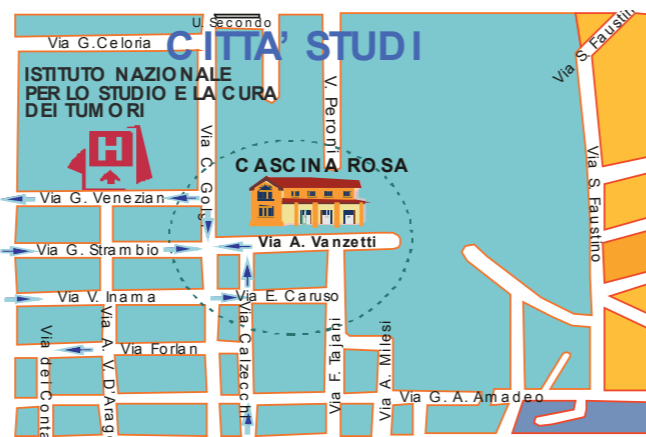 U. Secondo
Via G.Celoria
CITTA' STUDI
Via S. Faustin
ISTITUTO NAZIONALE
PER LO STUDIO E LA CURA
DEI TUMORI
V. Peroni
H
Via C. Golgi
CASCINA ROSA
Via S. Faustino
Via G. Venezian
Via G. Strambio
Via A. Vanzetti
Via V. Inama
Via E. Caruso
Via dei Conta
Via A. V. D'Arag
Via Forlan
Via Calzecchi
Via F. Tajani
Via A. Milesi
Via G. A. Amadeo